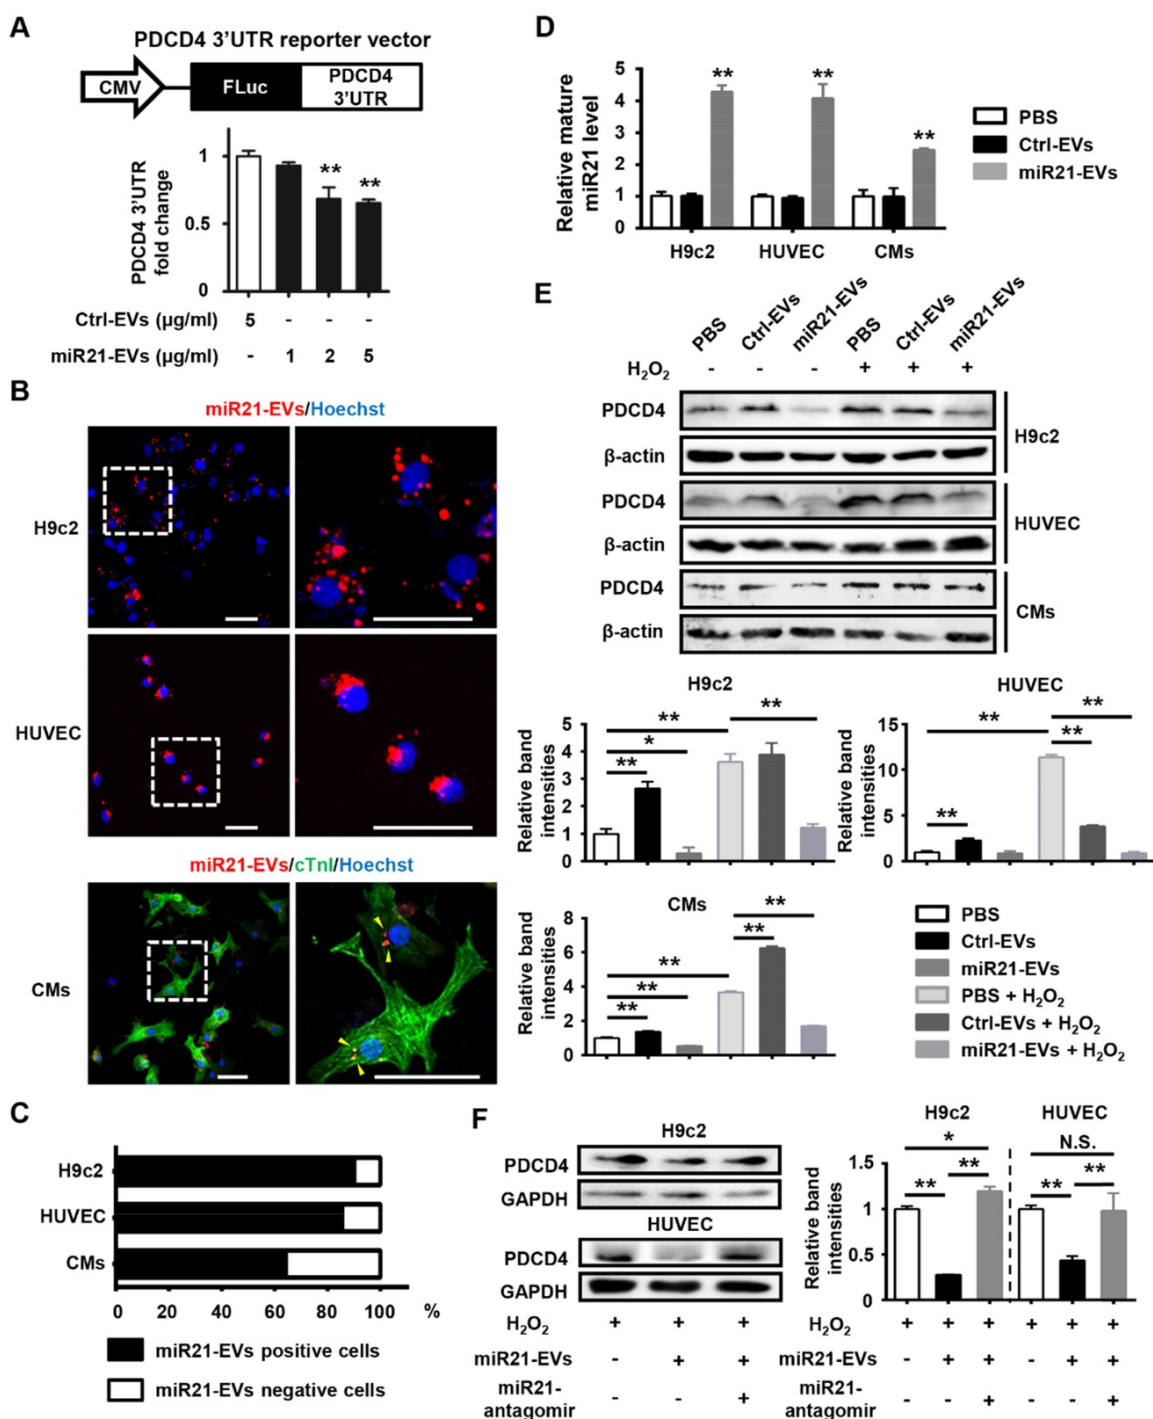 A
PDCD4 3'UTR reporter vector
CMV
FLuc
PDCD4
3'UTR
PDCD4 3'UTR
fold change
1
0.5
0
**
**
Ctrl-EVs (μg/ml) 5 - - -
miR21-EVs (μg/ml) - 1 2 5
B
miR21-EVs/Hoechst
H9c2
HUVEC
miR21-EVs/cTnI/Hoechst
CMs
C
H9c2
HUVEC
CMs
0 20 40 60 80 100 %
miR21-EVs positive cells
miR21-EVs negative cells
D
Relative mature
miR21 level
5
4
3
2
1
0
** ** **
H9c2 HUVEC CMs
PBS
Ctrl-EVs
miR21-EVs
E
PBS Ctrl-EVs miR21-EVs PBS Ctrl-EVs miR21-EVs
H₂O₂ - - - + + +
PDCD4
β-actin
H9c2
PDCD4
β-actin
HUVEC
PDCD4
β-actin
CMs
H9c2
Relative band
intensities
5
4
3
2
1
0
**
**
*
**
HUVEC
Relative band
intensities
15
10
5
0
**
**
**
**
CMs
Relative band
intensities
8
6
4
2
0
**
**
**
**
**
PBS
Ctrl-EVs
miR21-EVs
PBS + H₂O₂
Ctrl-EVs + H₂O₂
miR21-EVs + H₂O₂
F
H9c2
PDCD4
GAPDH
HUVEC
PDCD4
GAPDH
H₂O₂ + + +
miR21-EVs - + +
miR21-
antagomir - - +
H9c2 HUVEC
Relative band
intensities
1.5
1
0.5
0
*
**
**
N.S.
**
**
H₂O₂ + + + + + +
miR21-EVs - + + - + +
miR21-
antagomir - - + - - +